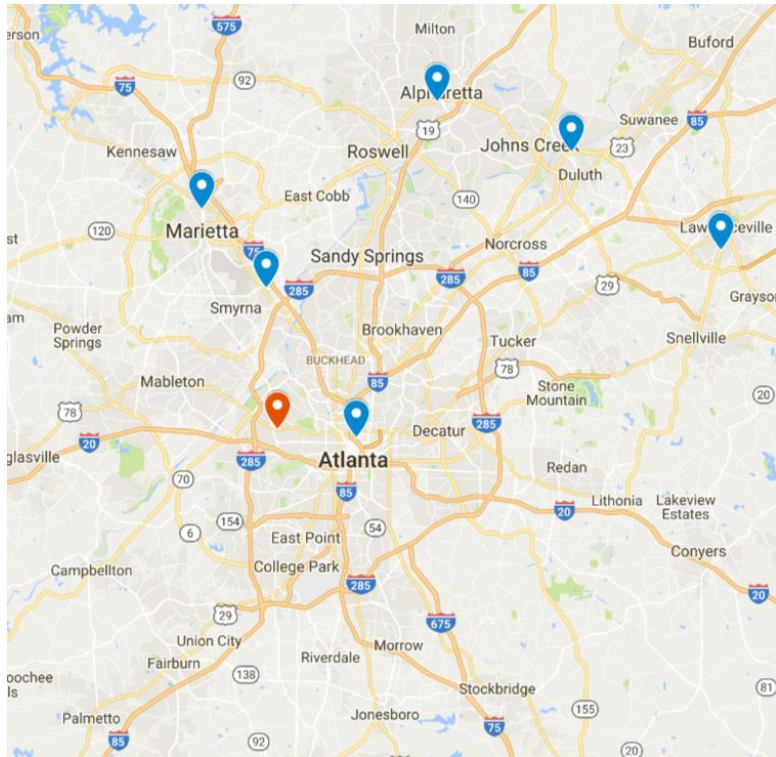 erson
575
Milton
Buford
92
75
Alpharetta
Suwanee
85
19
Johns Creek
23
Kennesaw
Roswell
Duluth
East Cobb
140
120
Marietta
Lawrenceville
st
75
Sandy Springs
Norcross
285
85
285
29
Grayson
Smyrna
am
Powder
Springs
Brookhaven
Tucker
Snellville
BUCKHEAD
78
Mableton
85
Stone
Mountain
20
78
Decatur
285
20
glasville
285
Atlanta
Redan
70
85
Lithonia
Lakeview
Estates
154
54
20
6
East Point
Conyers
Campbellton
College Park
285
20
29
675
Union City
Morrow
Fairburn
Riverdale
oochee
lls
138
Stockbridge
81
155
Palmetto
Jonesboro
75
85
92
20